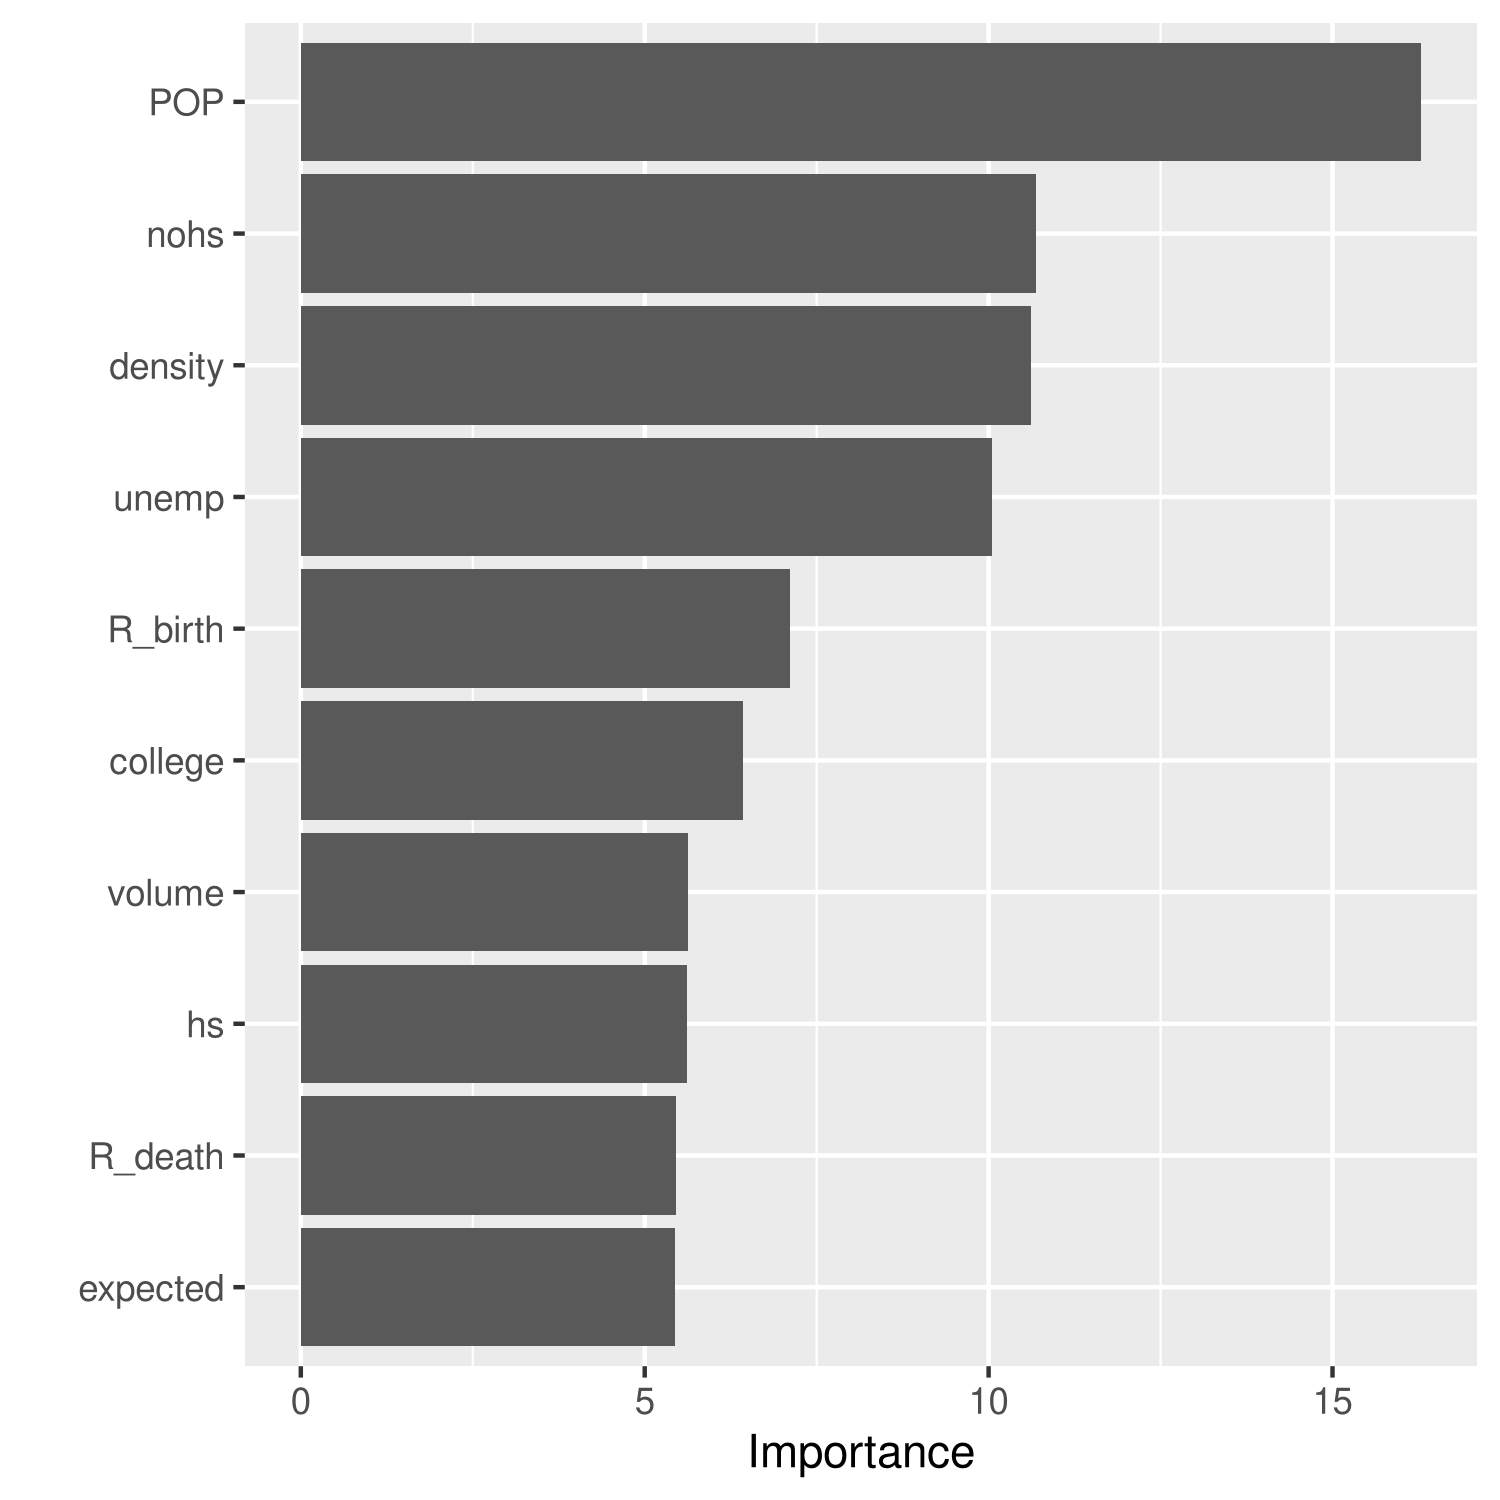 POP
nohs
density
unemp
R_birth
college
volume
hs
R_death
expected
0 5 10 15
Importance